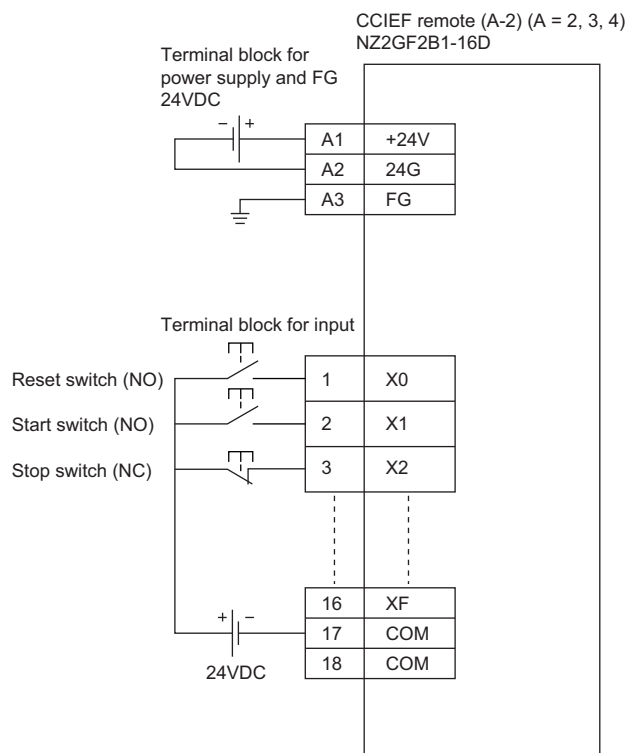 CCIEF remote (A-2) (A = 2, 3, 4)
NZ2GF2B1-16D
Terminal block for
power supply and FG
24VDC
− +
A1 +24V
A2 24G
A3 FG
Terminal block for input
Reset switch (NO) 1 X0
Start switch (NO) 2 X1
Stop switch (NC) 3 X2
16 XF
+ −
17 COM
18 COM
24VDC